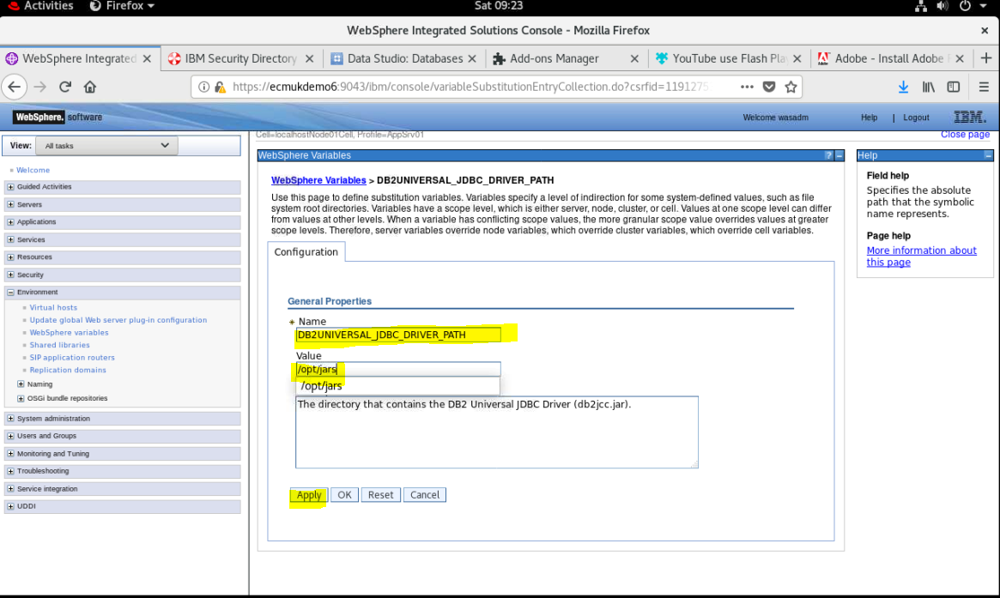 Activities Firefox Sat 09:23
WebSphere Integrated Solutions Console - Mozilla Firefox
WebSphere Integrated IBM Security Directory Data Studio: Databases Add-ons Manager YouTube use Flash Pla Adobe - Install Adobe F
https://ecmukdemo6:9043/ibm/console/variableSubstitutionEntryCollection.do?csrfid=1191275
WebSphere. software Welcome wasadm Help | Logout IBM.
Cell=localhostNode01Cell, Profile=AppSrv01 Close page
View: All tasks
Welcome
Guided Activities
Servers
Applications
Services
Resources
Security
Environment
Virtual hosts
Update global Web server plug-in configuration
WebSphere variables
Shared libraries
SIP application routers
Replication domains
Naming
OSGi bundle repositories
System administration
Users and Groups
Monitoring and Tuning
Troubleshooting
Service integration
UDDI
WebSphere Variables ? –
WebSphere Variables > DB2UNIVERSAL_JDBC_DRIVER_PATH
Use this page to define substitution variables. Variables specify a level of indirection for some system-defined values, such as file
system root directories. Variables have a scope level, which is either server, node, cluster, or cell. Values at one scope level can differ
from values at other levels. When a variable has conflicting scope values, the more granular scope value overrides values at greater
scope levels. Therefore, server variables override node variables, which override cluster variables, which override cell variables.
Configuration
General Properties
* Name
DB2UNIVERSAL_JDBC_DRIVER_PATH
Value
/opt/jars
/opt/jars
The directory that contains the DB2 Universal JDBC Driver (db2jcc.jar).
Apply OK Reset Cancel
Help –
Field help
Specifies the absolute
path that the symbolic
name represents.
Page help
More information about
this page